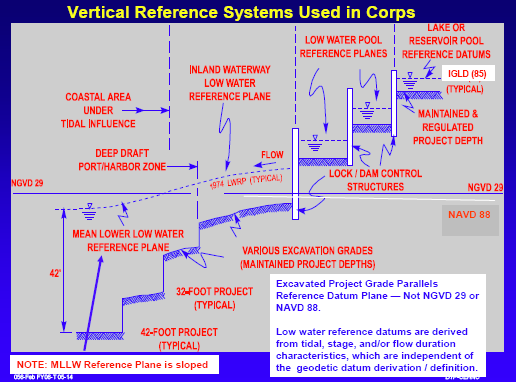 Vertical Reference Systems Used in Corps
LAKE OR
RESERVOIR POOL
REFERENCE DATUMS
LOW WATER POOL
REFERENCE PLANES
IGLD (85)
(TYPICAL)
INLAND WATERWAY
LOW WATER
REFERENCE PLANE
COASTAL AREA
UNDER
TIDAL INFLUENCE
MAINTAINED &
REGULATED
PROJECT DEPTH
DEEP DRAFT
PORT/HARBOR ZONE
FLOW
1974 LWRP (TYPICAL)
LOCK / DAM CONTROL
STRUCTURES
NGVD 29
NGVD 29
NAVD 88
MEAN LOWER LOW WATER
REFERENCE PLANE
42'
VARIOUS EXCAVATION GRADES
(MAINTAINED PROJECT DEPTHS)
32-FOOT PROJECT
(TYPICAL)
42-FOOT PROJECT
(TYPICAL)
Excavated Project Grade Parallels
Reference Datum Plane — Not NGVD 29 or
NAVD 88.
Low water reference datums are derived
from tidal, stage, and/or flow duration
characteristics, which are independent of
the geodetic datum derivation / definition.
NOTE: MLLW Reference Plane is sloped